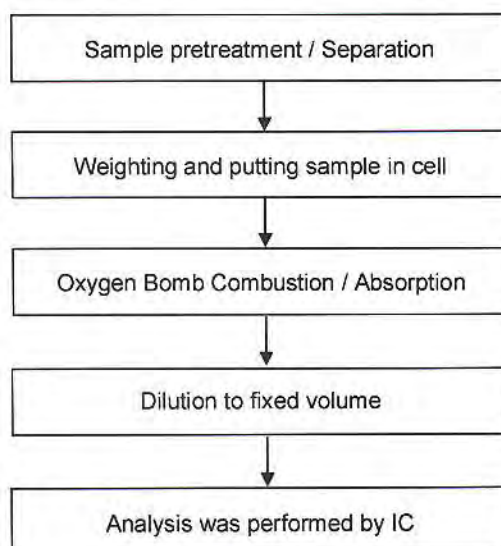 Sample pretreatment / Separation
Weighting and putting sample in cell
Oxygen Bomb Combustion / Absorption
Dilution to fixed volume
Analysis was performed by IC